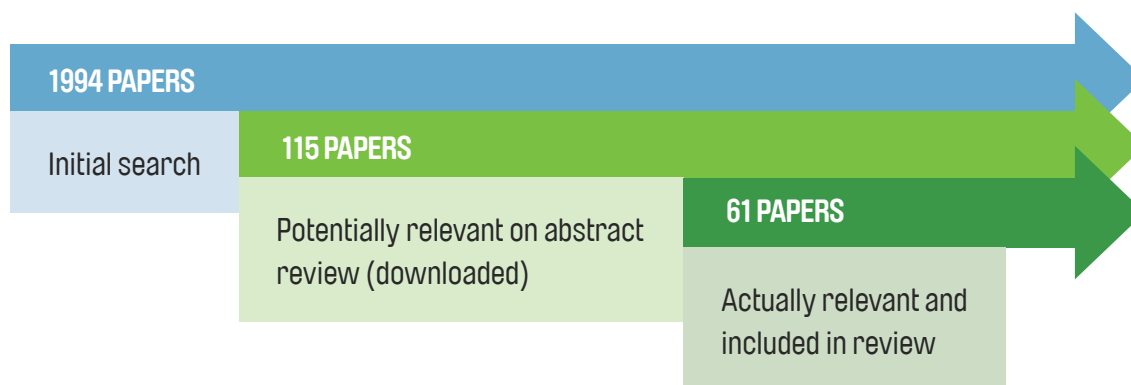 1994 PAPERS
Initial search
115 PAPERS
Potentially relevant on abstract
review (downloaded)
61 PAPERS
Actually relevant and
included in review